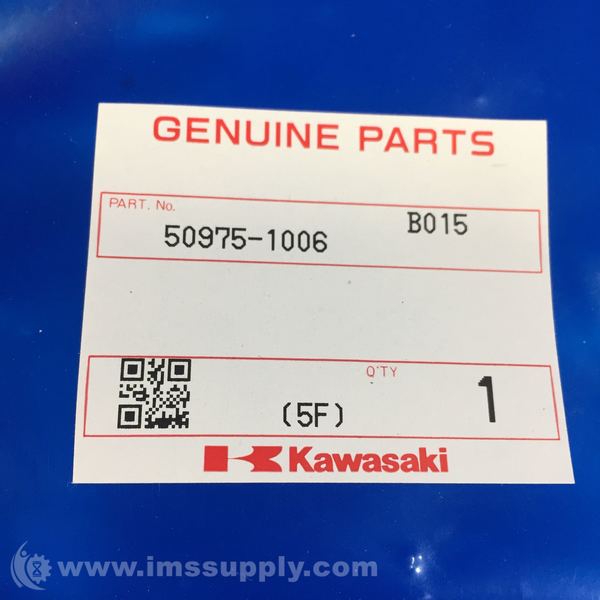 GENUINE PARTS
PART. No.
50975-1006 B015
Q'TY
(5F) 1
Kawasaki
www.imssupply.com